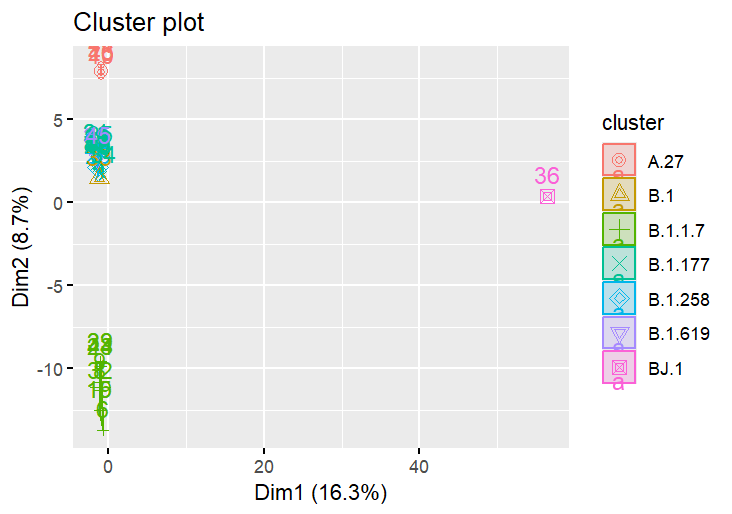 Cluster plot
36
5
0
-5
-10
0
20
40
Dim1 (16.3%)
Dim2 (8.7%)
cluster
A.27
B.1
B.1.1.7
B.1.177
B.1.258
B.1.619
BJ.1